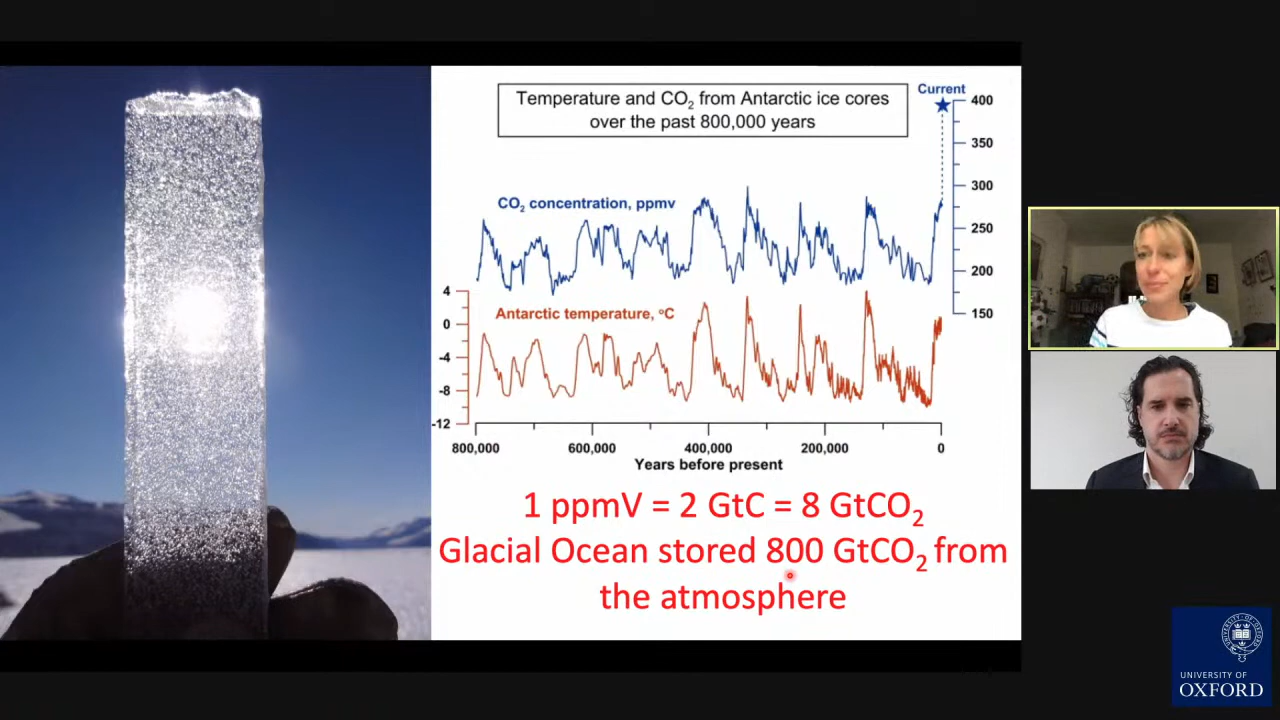 Temperature and CO₂ from Antarctic ice cores
over the past 800,000 years
Current
400
350
300
250
200
150
CO₂ concentration, ppmv
4
0
-4
-8
-12
Antarctic temperature, °C
800,000 600,000 400,000 200,000 0
Years before present
1 ppmV = 2 GtC = 8 GtCO₂
Glacial Ocean stored 800 GtCO₂ from
the atmosphere
UNIVERSITY OF
OXFORD